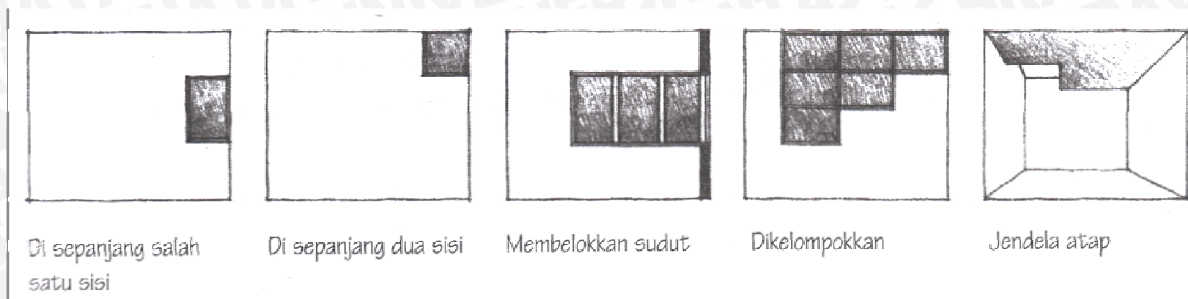 Di sepanjang salah
satu sisi
Di sepanjang dua sisi
Membelokkan sudut
Dikelompokkan
Jendela atap